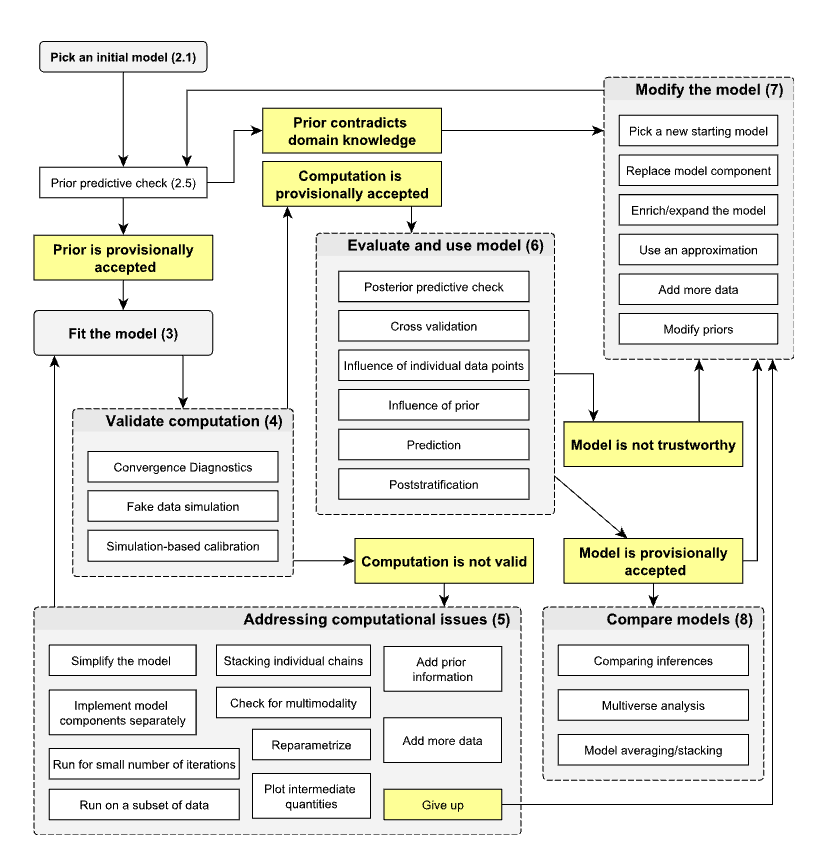 Pick an initial model (2.1)
Prior predictive check (2.5)
Prior is provisionally
accepted
Fit the model (3)
Prior contradicts
domain knowledge
Computation is
provisionally accepted
Modify the model (7)
Pick a new starting model
Replace model component
Enrich/expand the model
Use an approximation
Add more data
Modify priors
Evaluate and use model (6)
Posterior predictive check
Cross validation
Influence of individual data points
Influence of prior
Prediction
Poststratification
Validate computation (4)
Convergence Diagnostics
Fake data simulation
Simulation-based calibration
Model is not trustworthy
Computation is not valid
Model is provisionally
accepted
Addressing computational issues (5)
Simplify the model
Implement model
components separately
Run for small number of iterations
Run on a subset of data
Stacking individual chains
Check for multimodality
Reparametrize
Plot intermediate
quantities
Add prior
information
Add more data
Give up
Compare models (8)
Comparing inferences
Multiverse analysis
Model averaging/stacking